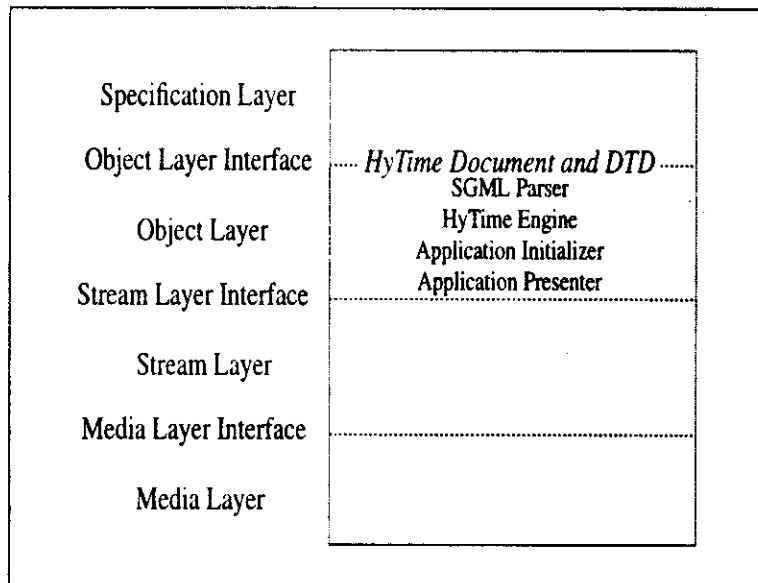 Specification Layer
Object Layer Interface
HyTime Document and DTD
SGML Parser
HyTime Engine
Object Layer
Application Initializer
Application Presenter
Stream Layer Interface
Stream Layer
Media Layer Interface
Media Layer